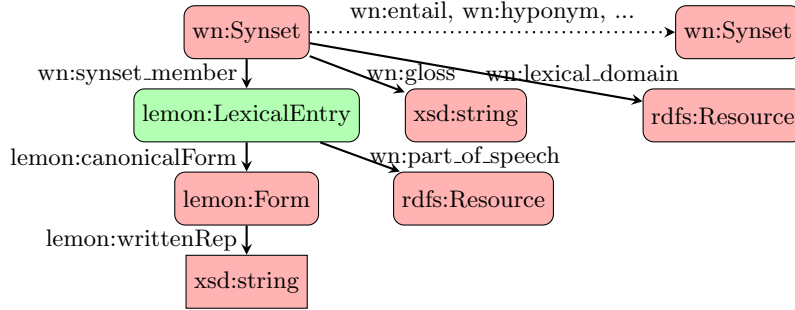 wn:entail, wn:hyponym, ...
wn:Synset
wn:Synset
wn:synset_member
wn:gloss
wn:lexical_domain
lemon:LexicalEntry
xsd:string
rdfs:Resource
lemon:canonicalForm
wn:part_of_speech
lemon:Form
rdfs:Resource
lemon:writtenRep
xsd:string